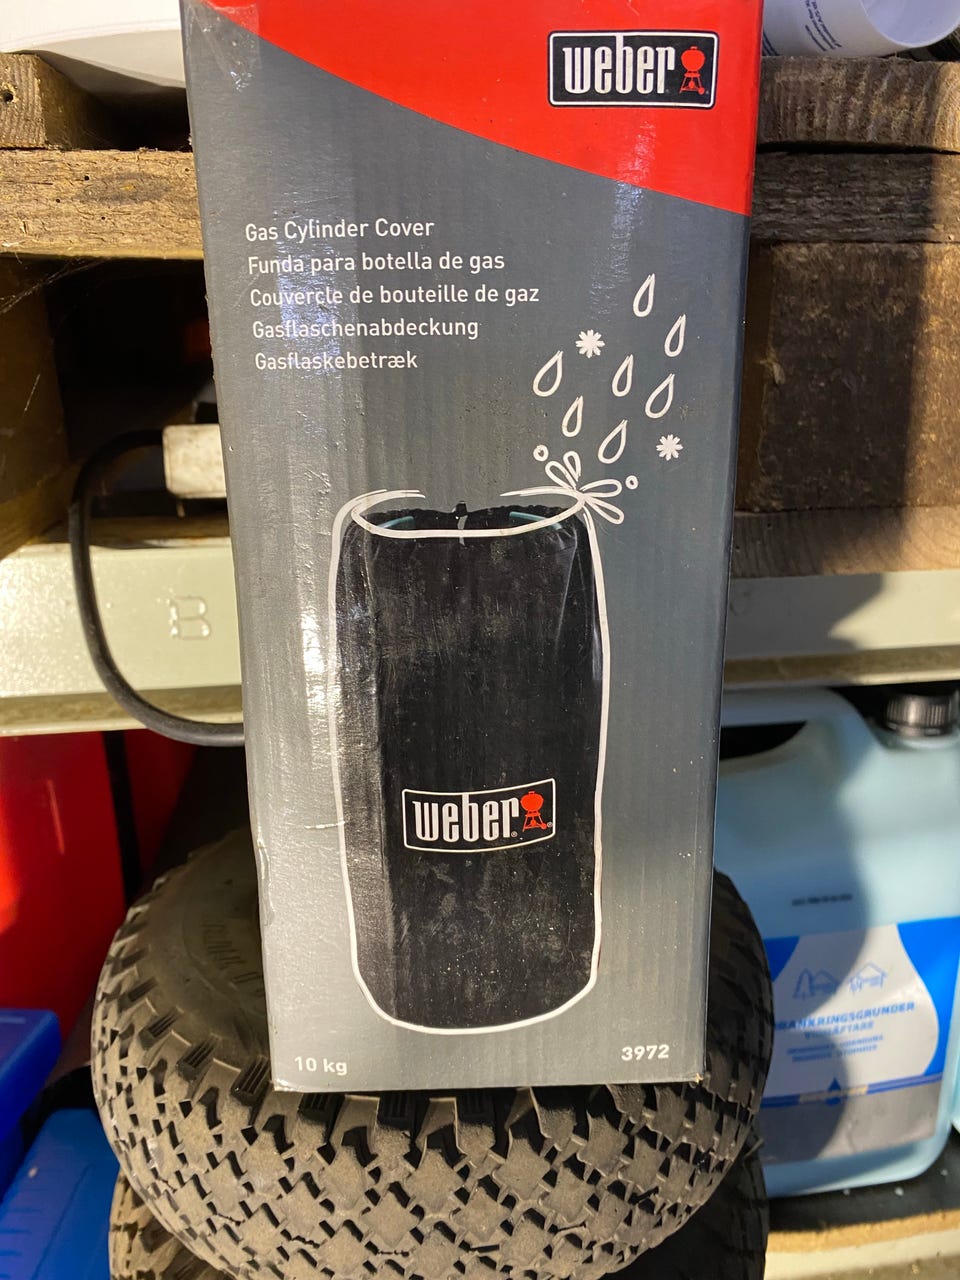 weber
Gas Cylinder Cover
Funda para botella de gas
Couvercle de bouteille de gaz
Gasflaschenabdeckung
Gasflaskebetræk
B
weber
10 kg
3972